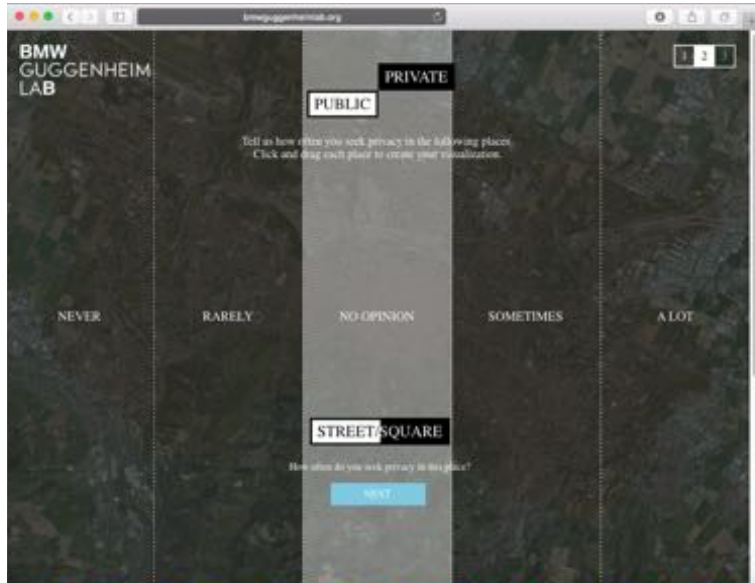 bmwguggenheimlab.org
BMW
GUGGENHEIM
LAB
1 2 3
PRIVATE
PUBLIC
Tell us how often you seek privacy in the following places.
Click and drag each place to create your visualization.
NEVER
RARELY
NO OPINION
SOMETIMES
A LOT
STREET/SQUARE
How often do you seek privacy in this place?
NEXT